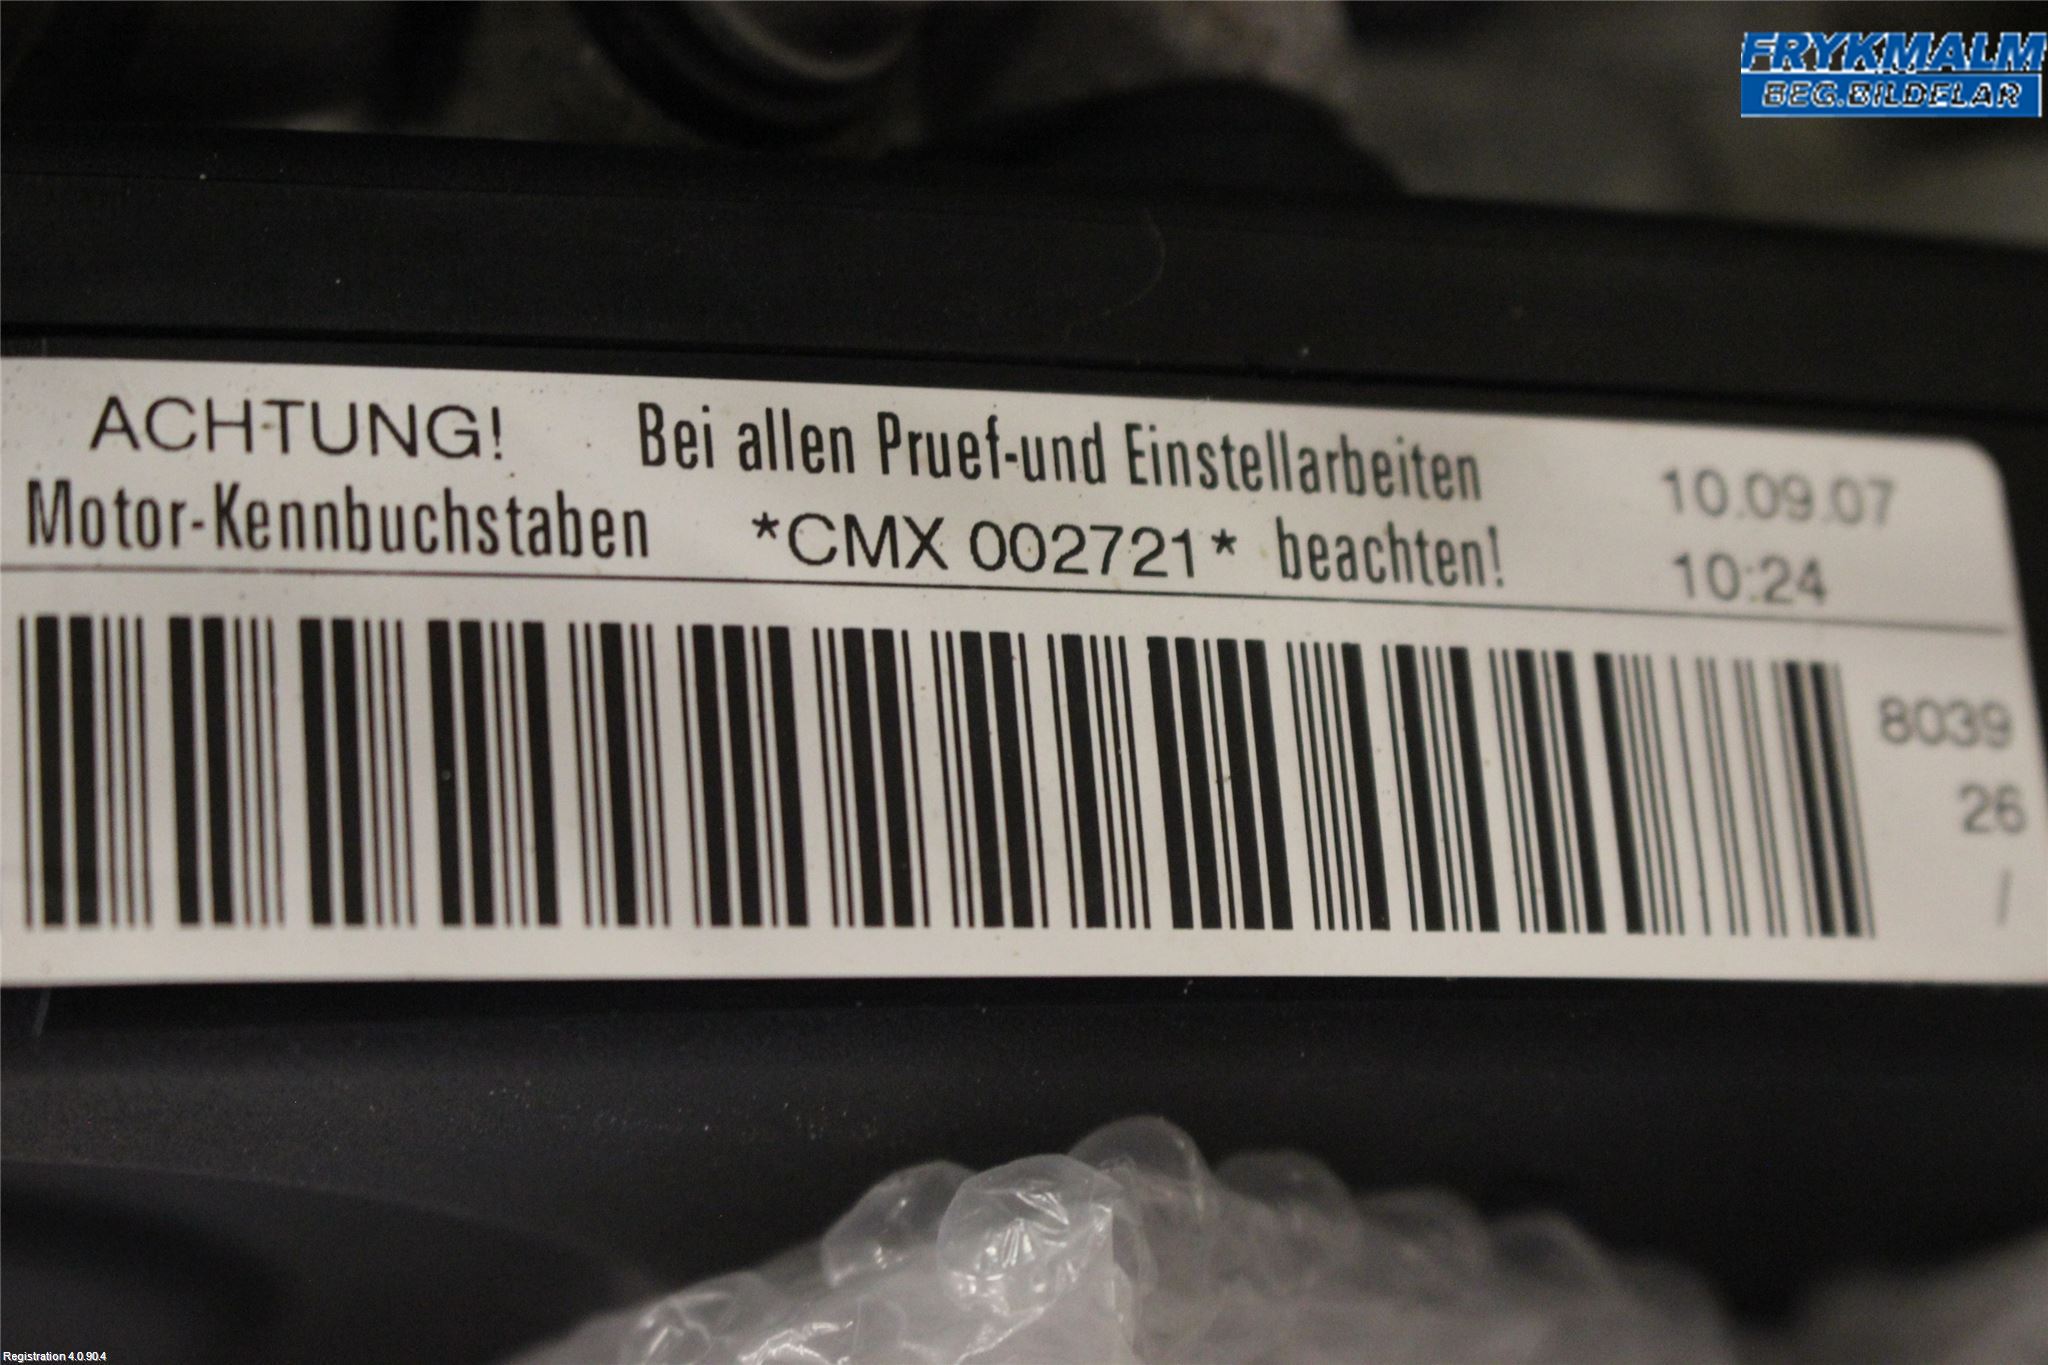 FRYKMALM
BEG.BILDELAR
ACHTUNG! Bei allen Pruef-und Einstellarbeiten 10.09.07
Motor-Kennbuchstaben *CMX 002721* beachten! 10:24
8039
26
/
Registration 4.0.90.4